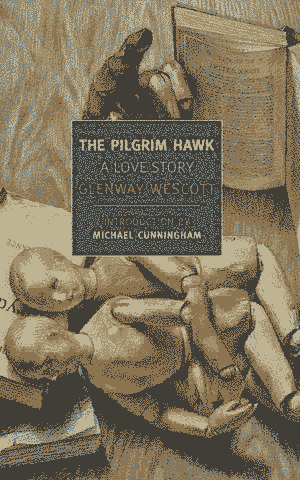 THE PILGRIM HAWK
A LOVE STORY
GLENWAY WESCOTT
INTRODUCTION BY
MICHAEL CUNNINGHAM